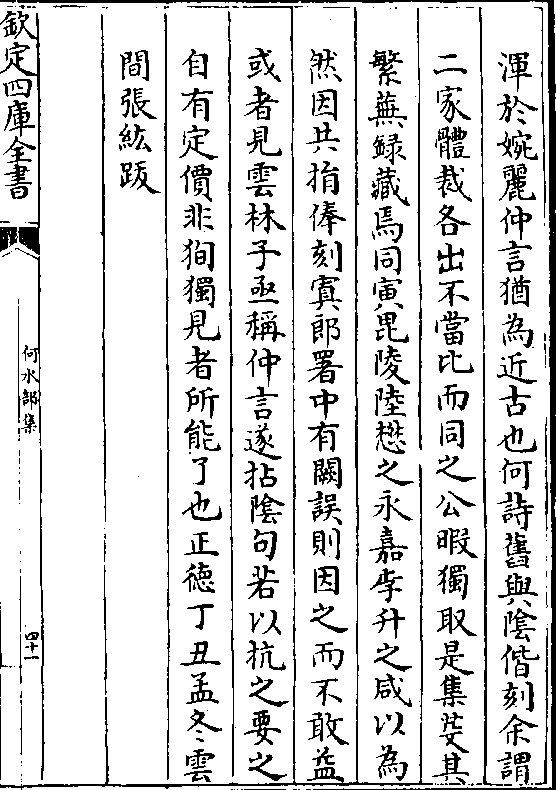 渾於婉麗仲言猶為近古也何詩舊與陰偕刻余謂
二家體裁各出不當比而同之公暇獨取是集芟其
繁蕪録藏焉同寅毘陵陸懋之永嘉李升之咸以為
然因共捐俸刻寘郎署中有闕誤則因之而不敢益
或者見雲林子亟稱仲言遂拈陰句若以抗之要之
自有定價非狥獨見者所能了也正德丁丑孟冬雲
間張紘跋
欽定四庫全書
何水部集
四十一